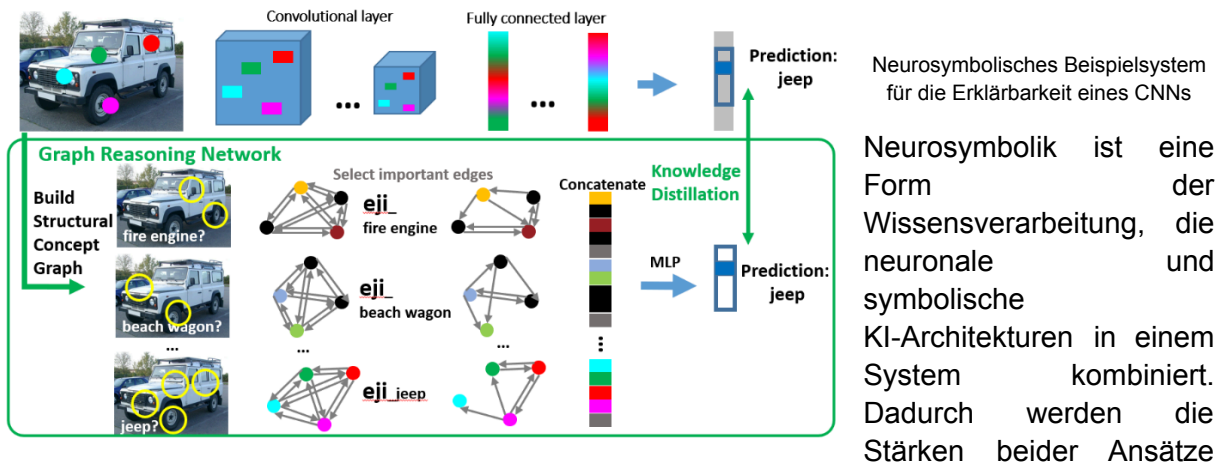 Convolutional layer
Fully connected layer
...
...
Prediction:
jeep
Graph Reasoning Network
Build
Structural
Concept
Graph
fire engine?
beach wagon?
...
jeep?
Select important edges
eji_
fire engine
eji_
beach wagon
...
...
eji_jeep
Concatenate
...
Knowledge
Distillation
MLP
Prediction:
jeep
Neurosymbolisches Beispielsystem
für die Erklärbarkeit eines CNNs
Neurosymbolik ist eine
Form der
Wissensverarbeitung, die
neuronale und
symbolische
KI-Architekturen in einem
System kombiniert.
Dadurch werden die
Stärken beider Ansätze